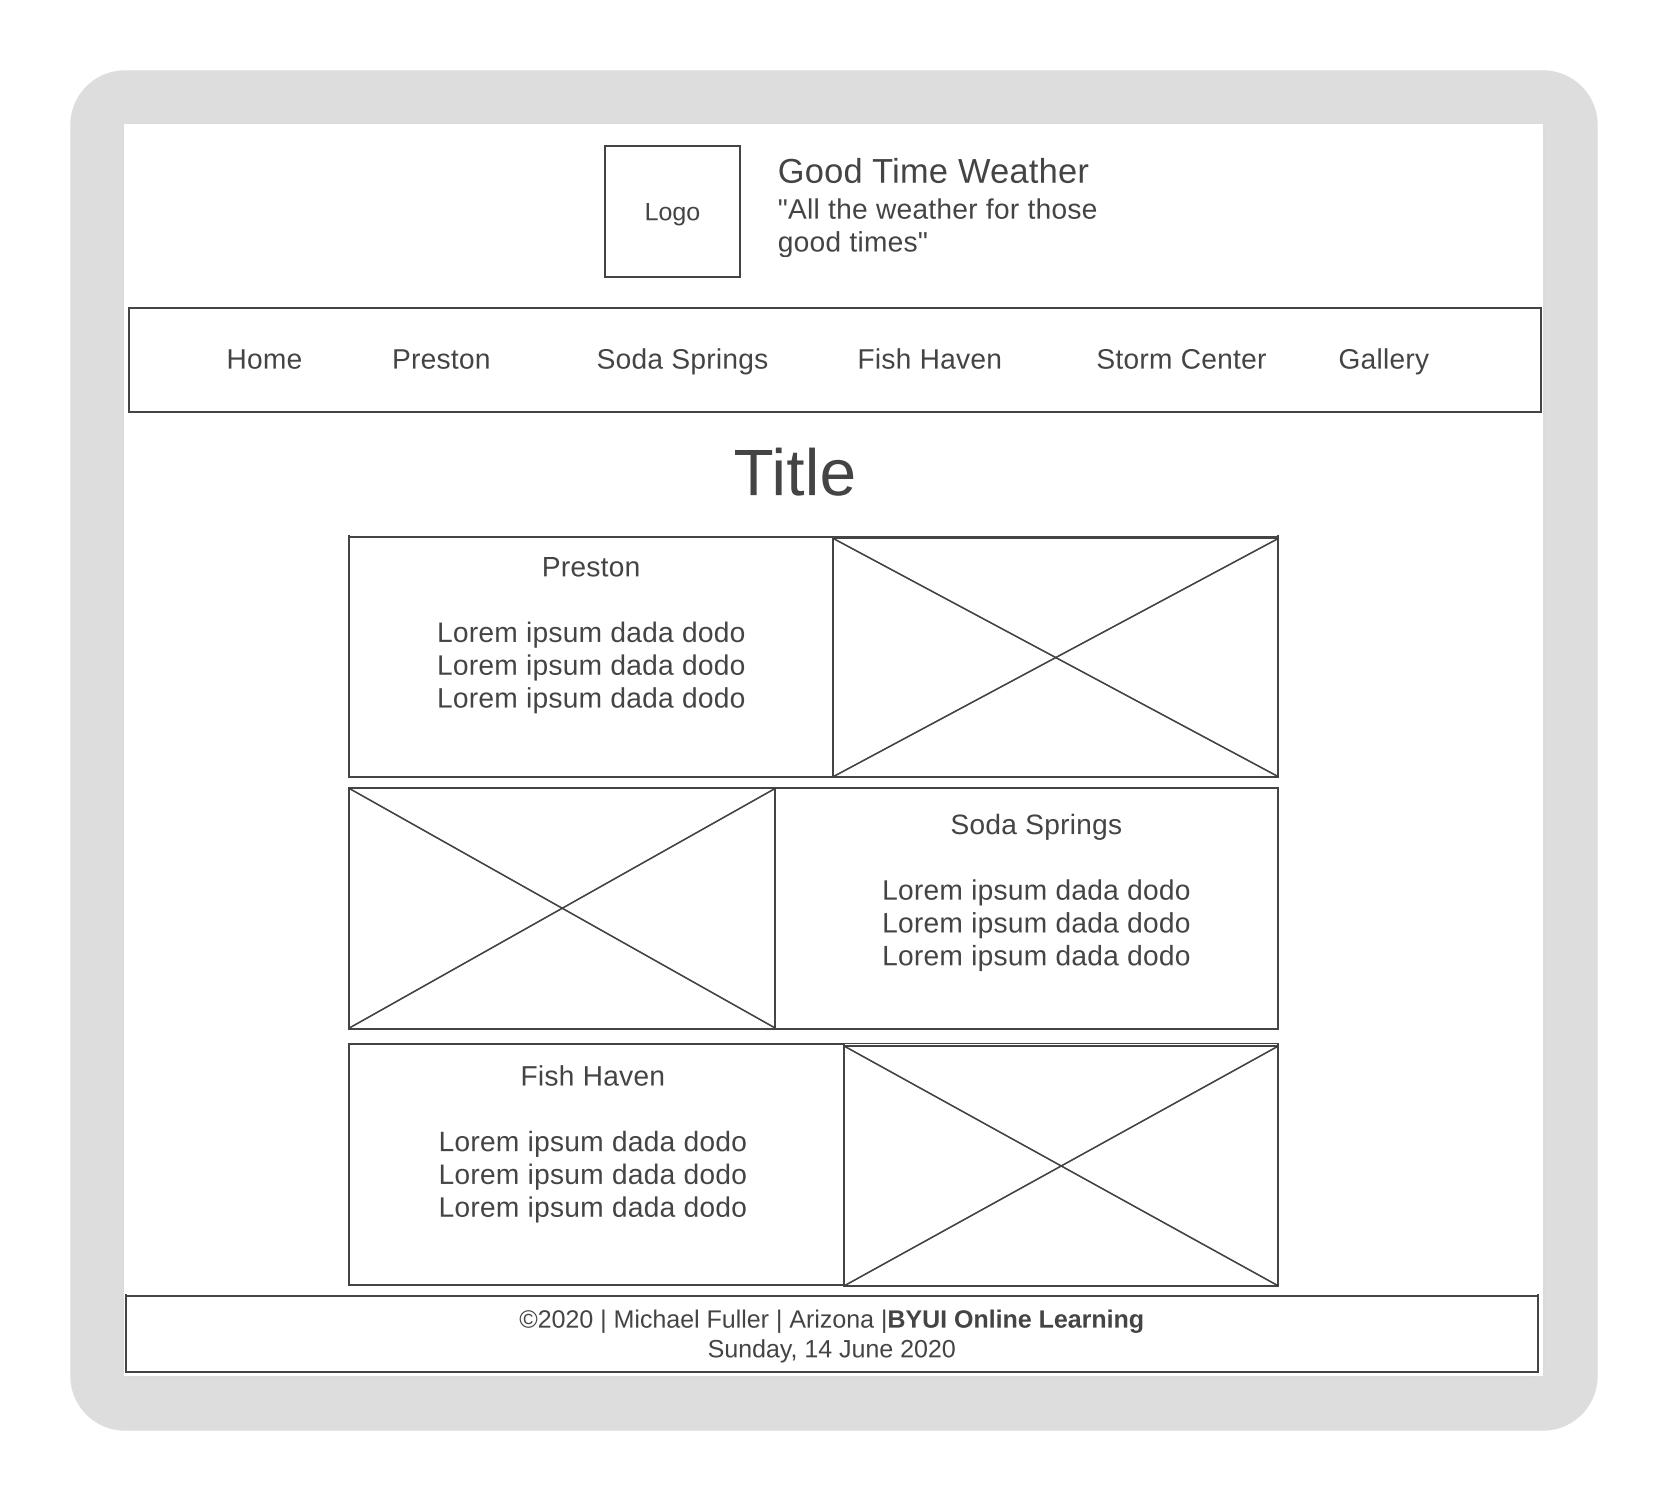 Logo
Good Time Weather
"All the weather for those
good times"
Home Preston Soda Springs Fish Haven Storm Center Gallery
Title
Preston
Lorem ipsum dada dodo
Lorem ipsum dada dodo
Lorem ipsum dada dodo
Soda Springs
Lorem ipsum dada dodo
Lorem ipsum dada dodo
Lorem ipsum dada dodo
Fish Haven
Lorem ipsum dada dodo
Lorem ipsum dada dodo
Lorem ipsum dada dodo
©2020 | Michael Fuller | Arizona |BYUI Online Learning
Sunday, 14 June 2020